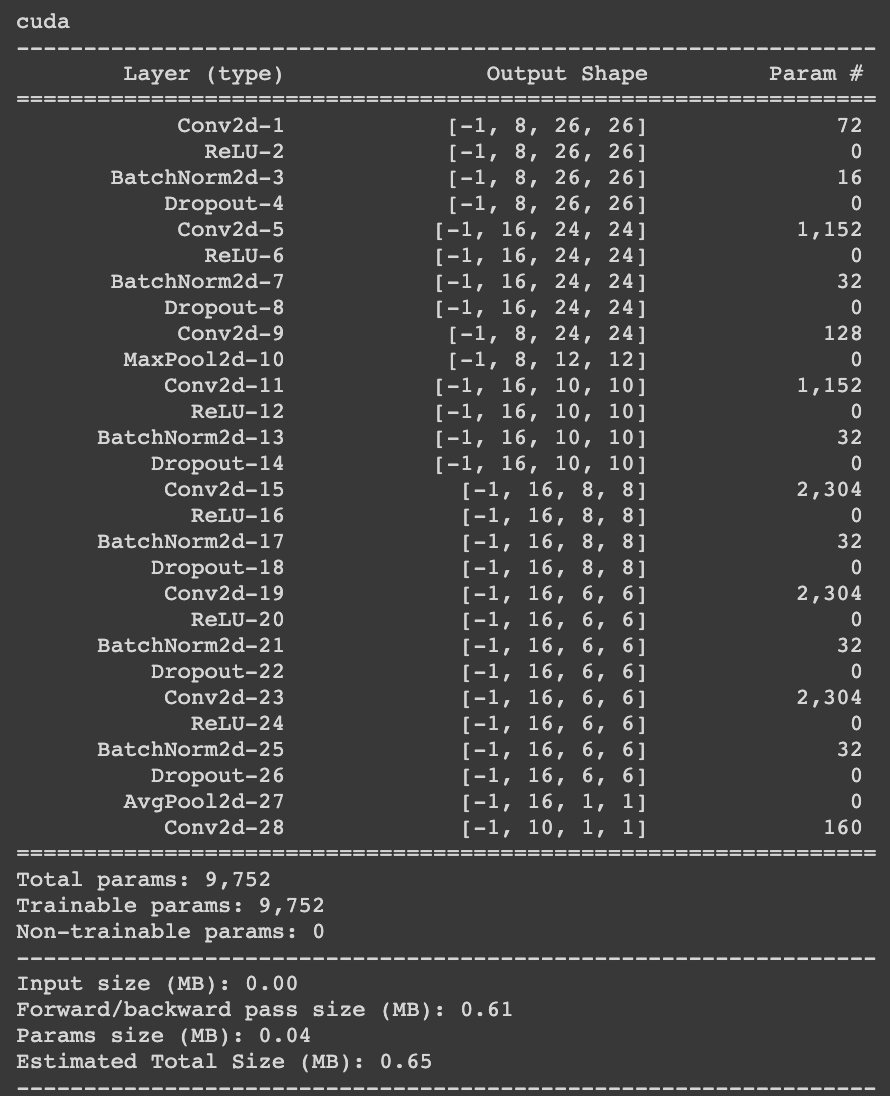 cuda
----------------------------------------------------------------
Layer (type) Output Shape Param #
================================================================
Conv2d-1 [-1, 8, 26, 26] 72
ReLU-2 [-1, 8, 26, 26] 0
BatchNorm2d-3 [-1, 8, 26, 26] 16
Dropout-4 [-1, 8, 26, 26] 0
Conv2d-5 [-1, 16, 24, 24] 1,152
ReLU-6 [-1, 16, 24, 24] 0
BatchNorm2d-7 [-1, 16, 24, 24] 32
Dropout-8 [-1, 16, 24, 24] 0
Conv2d-9 [-1, 8, 24, 24] 128
MaxPool2d-10 [-1, 8, 12, 12] 0
Conv2d-11 [-1, 16, 10, 10] 1,152
ReLU-12 [-1, 16, 10, 10] 0
BatchNorm2d-13 [-1, 16, 10, 10] 32
Dropout-14 [-1, 16, 10, 10] 0
Conv2d-15 [-1, 16, 8, 8] 2,304
ReLU-16 [-1, 16, 8, 8] 0
BatchNorm2d-17 [-1, 16, 8, 8] 32
Dropout-18 [-1, 16, 8, 8] 0
Conv2d-19 [-1, 16, 6, 6] 2,304
ReLU-20 [-1, 16, 6, 6] 0
BatchNorm2d-21 [-1, 16, 6, 6] 32
Dropout-22 [-1, 16, 6, 6] 0
Conv2d-23 [-1, 16, 6, 6] 2,304
ReLU-24 [-1, 16, 6, 6] 0
BatchNorm2d-25 [-1, 16, 6, 6] 32
Dropout-26 [-1, 16, 6, 6] 0
AvgPool2d-27 [-1, 16, 1, 1] 0
Conv2d-28 [-1, 10, 1, 1] 160
================================================================
Total params: 9,752
Trainable params: 9,752
Non-trainable params: 0
----------------------------------------------------------------
Input size (MB): 0.00
Forward/backward pass size (MB): 0.61
Params size (MB): 0.04
Estimated Total Size (MB): 0.65
----------------------------------------------------------------